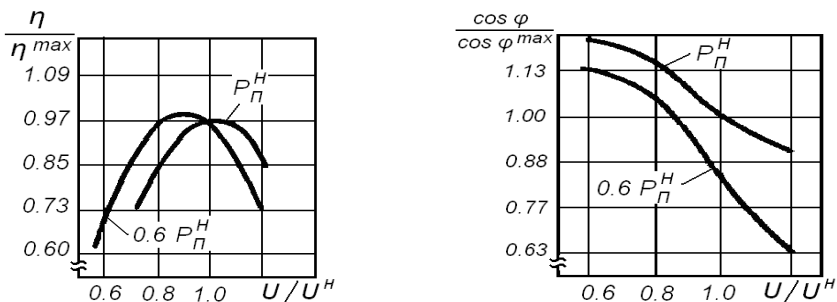 η / η max
1.09
0.97
0.85
0.73
0.60
P П Н
0.6 P П Н
0.6 0.8 1.0 U / U Н
cos φ / cos φ max
1.13
1.00
0.88
0.77
0.63
P П Н
0.6 P П Н
0.6 0.8 1.0 U / U Н